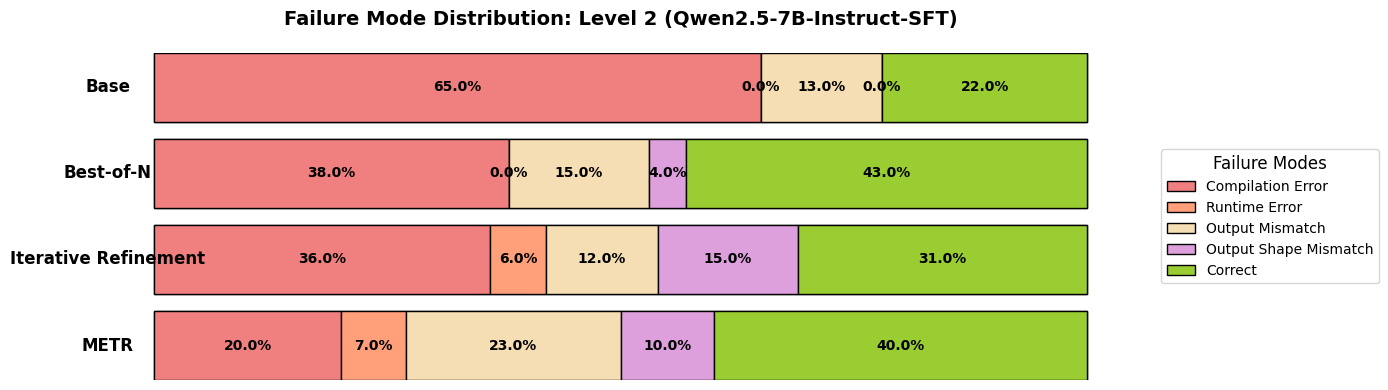 Failure Mode Distribution: Level 2 (Qwen2.5-7B-Instruct-SFT)
Base 65.0% 0.0% 13.0% 0.0% 22.0%
Best-of-N 38.0% 0.0% 15.0% 4.0% 43.0%
Iterative Refinement 36.0% 6.0% 12.0% 15.0% 31.0%
METR 20.0% 7.0% 23.0% 10.0% 40.0%
Failure Modes
Compilation Error
Runtime Error
Output Mismatch
Output Shape Mismatch
Correct